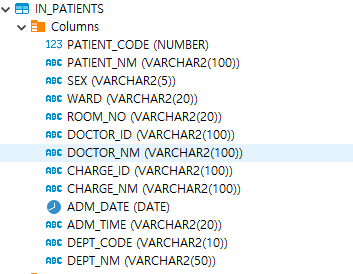 IN_PATIENTS
Columns
123 PATIENT_CODE (NUMBER)
ABC PATIENT_NM (VARCHAR2(100))
ABC SEX (VARCHAR2(5))
ABC WARD (VARCHAR2(20))
ABC ROOM_NO (VARCHAR2(20))
ABC DOCTOR_ID (VARCHAR2(100))
ABC DOCTOR_NM (VARCHAR2(100))
ABC CHARGE_ID (VARCHAR2(100))
ABC CHARGE_NM (VARCHAR2(100))
ADM_DATE (DATE)
ABC ADM_TIME (VARCHAR2(20))
ABC DEPT_CODE (VARCHAR2(10))
ABC DEPT_NM (VARCHAR2(50))